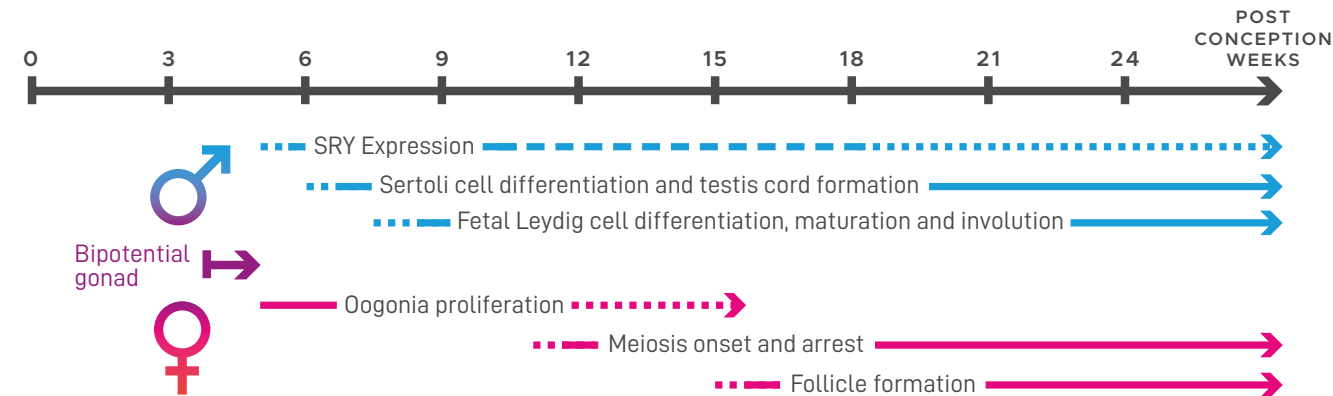 POST
CONCEPTION
WEEKS
0 3 6 9 12 15 18 21 24
SRY Expression
Sertoli cell differentiation and testis cord formation
Fetal Leydig cell differentiation, maturation and involution
Bipotential
gonad
Oogonia proliferation
Meiosis onset and arrest
Follicle formation